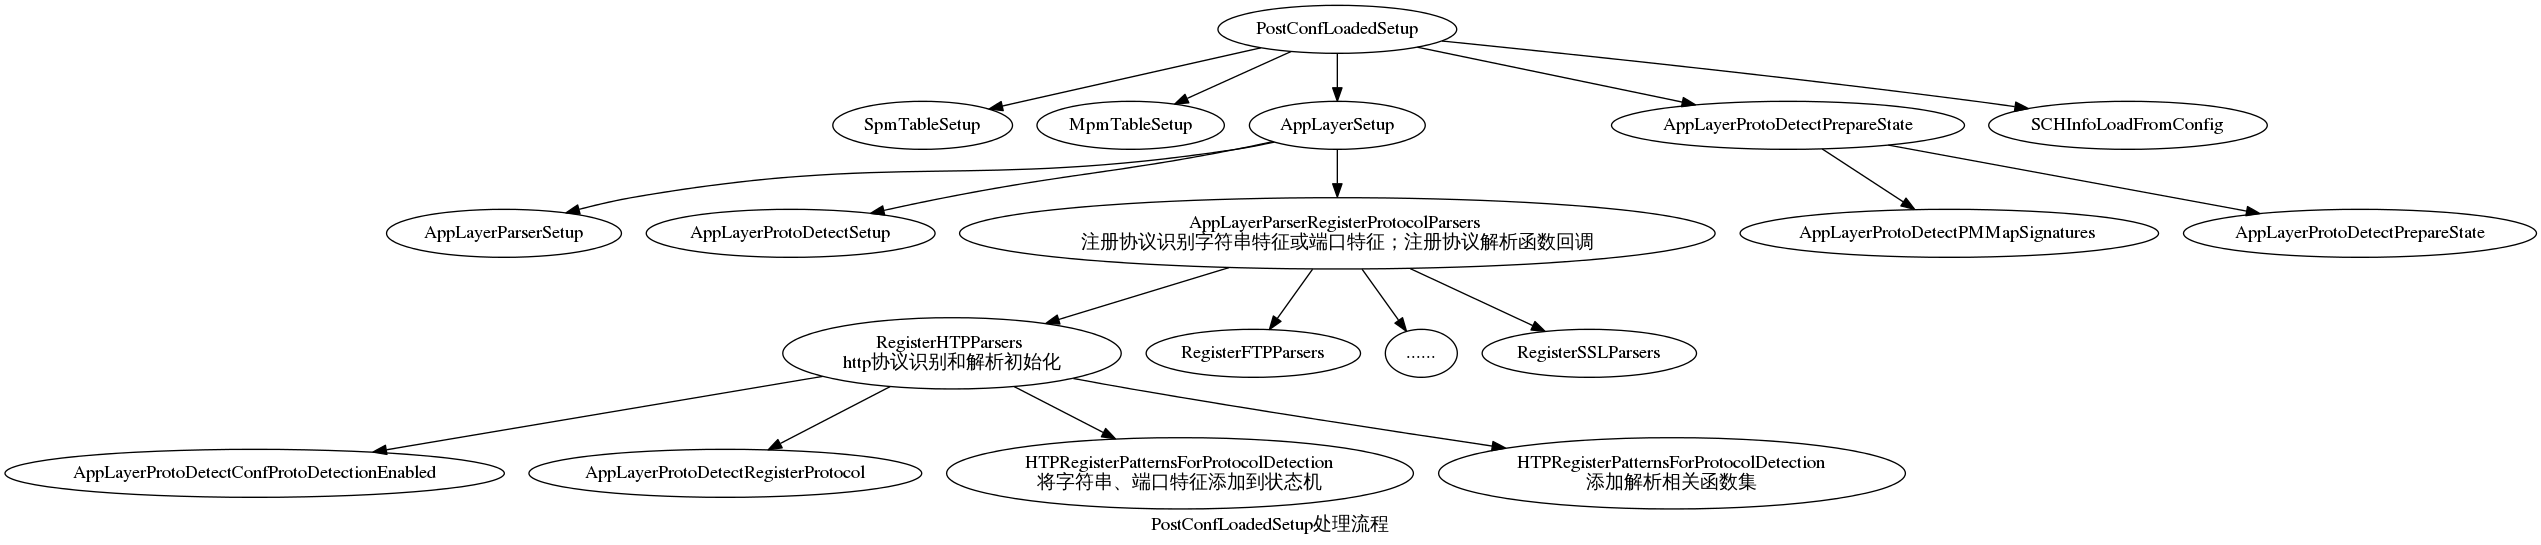 PostConfLoadedSetup
SpmTableSetup
MpmTableSetup
AppLayerSetup
AppLayerProtoDetectPrepareState
SCHInfoLoadFromConfig
AppLayerParserSetup
AppLayerProtoDetectSetup
AppLayerParserRegisterProtocolParsers
注册协议识别字符串特征或端口特征；注册协议解析函数回调
AppLayerProtoDetectPMMapSignatures
AppLayerProtoDetectPrepareState
RegisterHTPParsers
http协议识别和解析初始化
RegisterFTPParsers
......
RegisterSSLParsers
AppLayerProtoDetectConfProtoDetectionEnabled
AppLayerProtoDetectRegisterProtocol
HTPRegisterPatternsForProtocolDetection
将字符串、端口特征添加到状态机
HTPRegisterPatternsForProtocolDetection
添加解析相关函数集
PostConfLoadedSetup处理流程